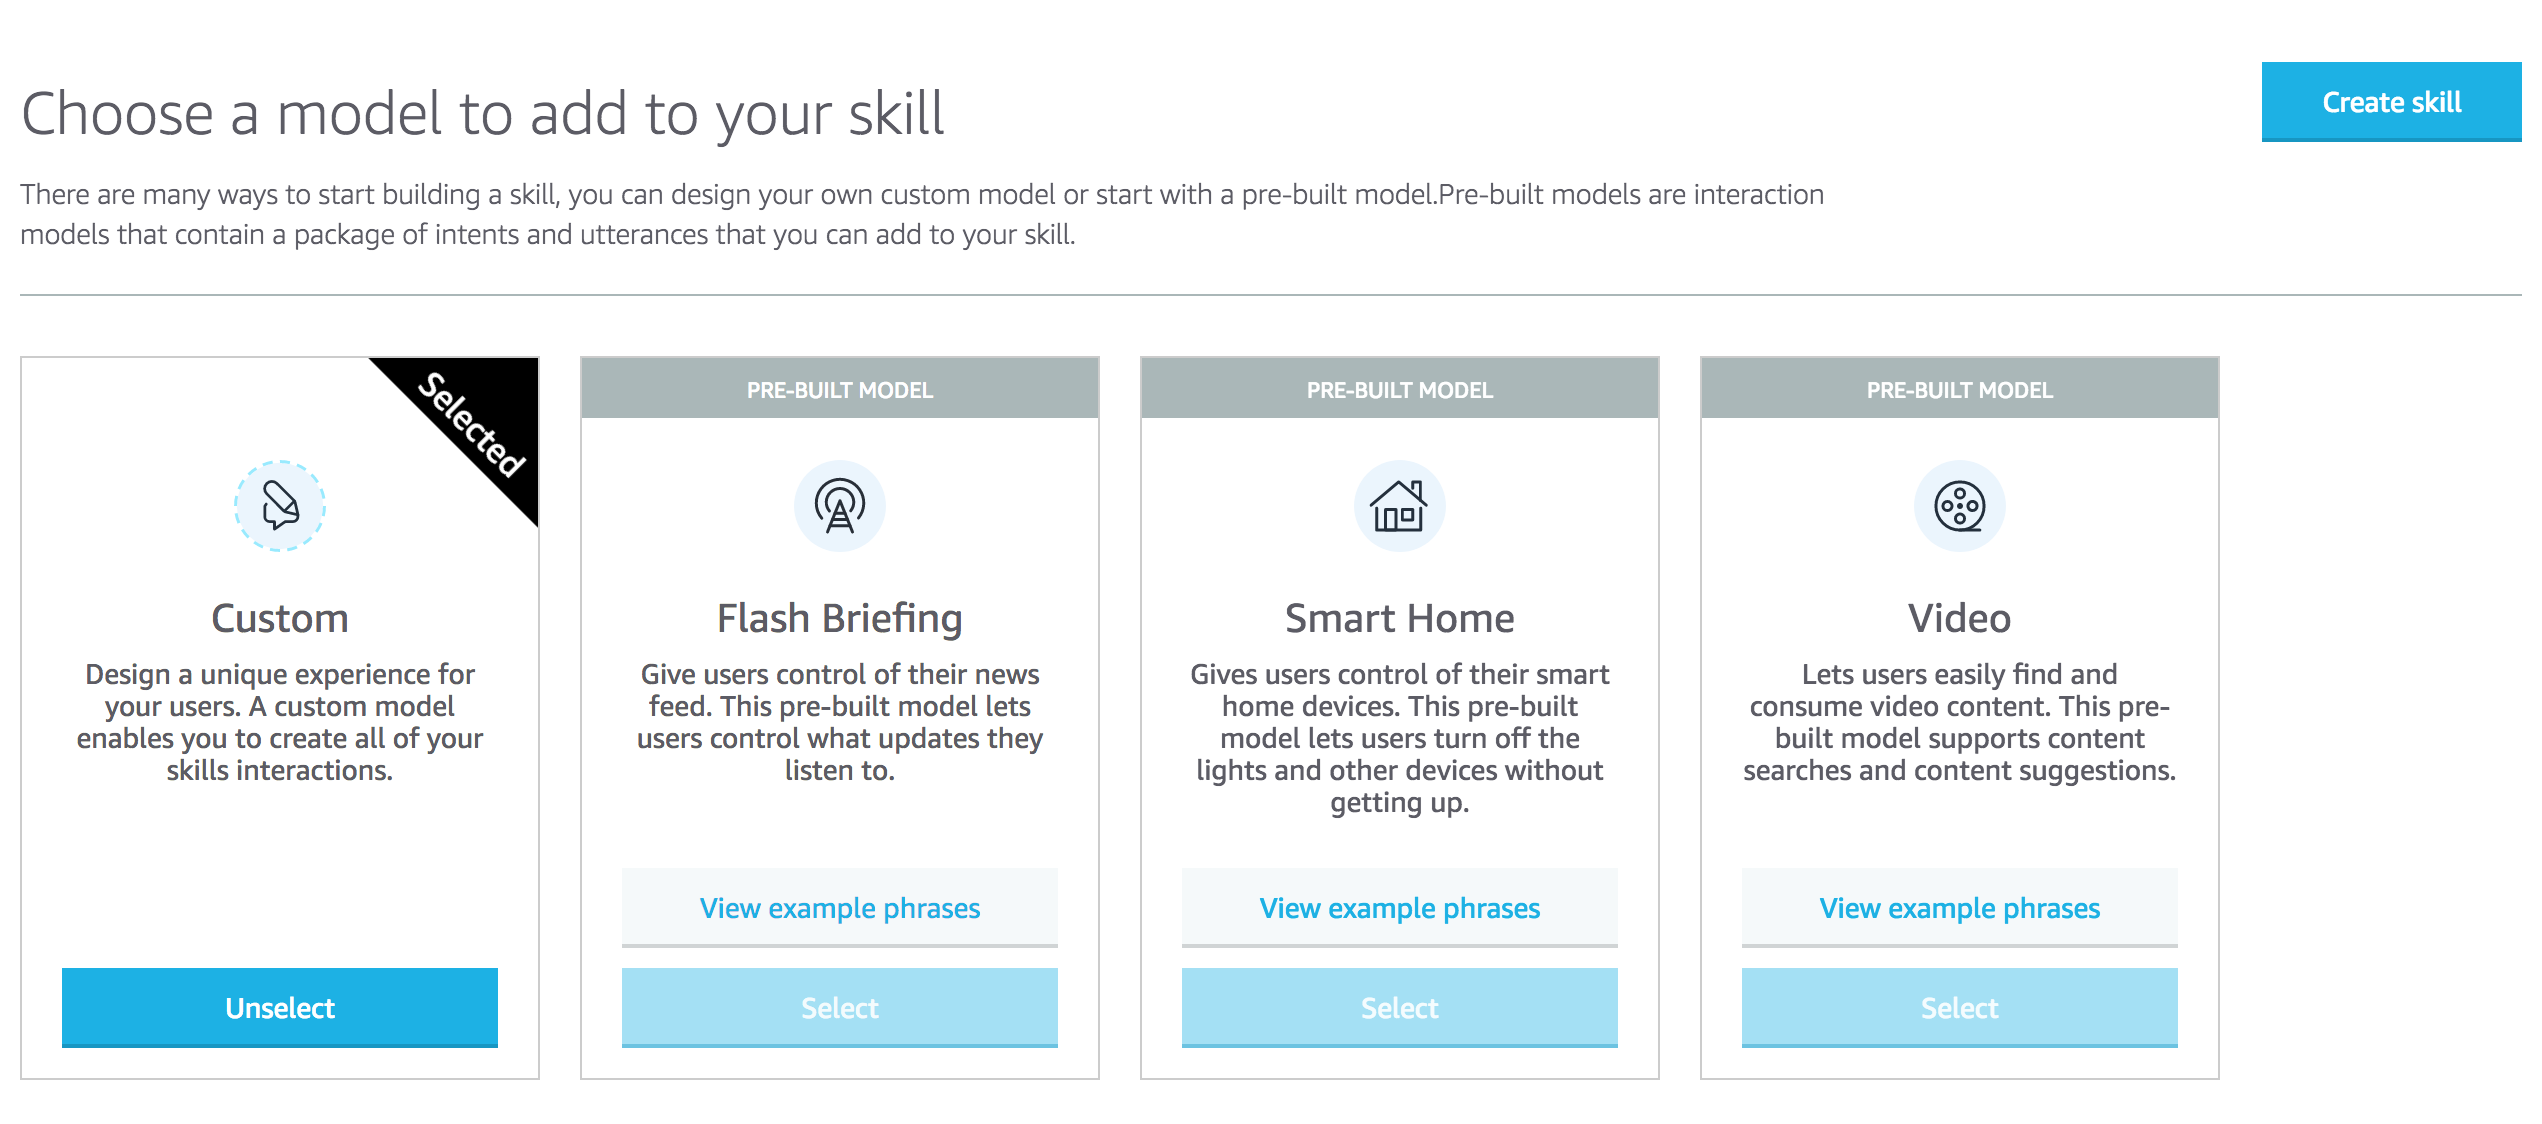 Choose a model to add to your skill
Create skill
There are many ways to start building a skill, you can design your own custom model or start with a pre-built model.Pre-built models are interaction
models that contain a package of intents and utterances that you can add to your skill.
Selected
Custom
Design a unique experience for
your users. A custom model
enables you to create all of your
skills interactions.
Unselect
PRE-BUILT MODEL
Flash Briefing
Give users control of their news
feed. This pre-built model lets
users control what updates they
listen to.
View example phrases
Select
PRE-BUILT MODEL
Smart Home
Gives users control of their smart
home devices. This pre-built
model lets users turn off the
lights and other devices without
getting up.
View example phrases
Select
PRE-BUILT MODEL
Video
Lets users easily find and
consume video content. This pre-
built model supports content
searches and content suggestions.
View example phrases
Select